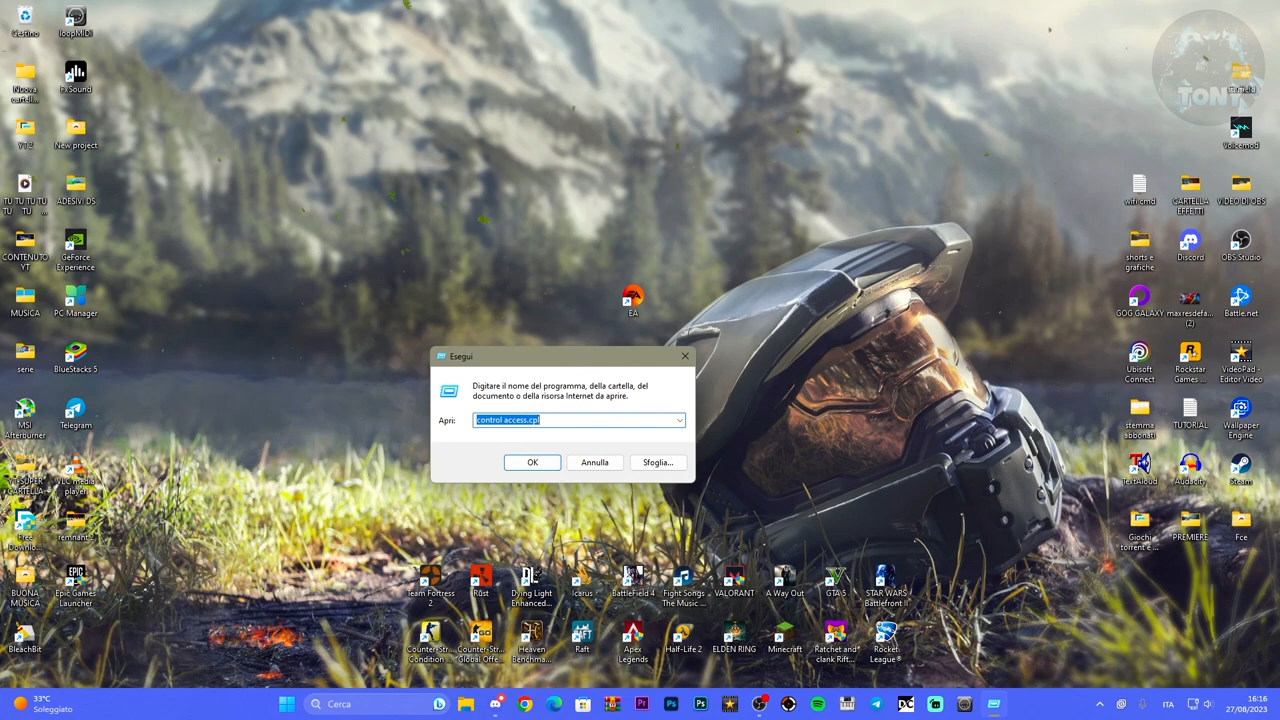 Cestino
loopMIDI
Nuova
cartell...
FxSound
YT2
New project
TU TU TU TU
TU TU ...
ADESIVI DS
CONTENUTO
YT
GeForce
Experience
MUSICA
PC Manager
serie
BlueStacks 5
MSI
Afterburner
Telegram
VLC media
player
Free
Downlo...
remnant 2
BUONA
MUSICA
Epic Games
Launcher
BleachBit
TONY
starfield
Voicemod
wifi cmd
CARTELLA
EFFETTI
VIDEO DI OBS
shorts e
grafiche
Discord
OBS Studio
GOG GALAXY
maxresdefa...
(2)
Battle.net
Ubisoft
Connect
Rockstar
Games ...
VideoPad -
Editor Video
stemma
abbonati
TUTORIAL
Wallpaper
Engine
TextAloud
Audacity
Steam
Giochi
torrent e ...
PREMIERE
Fce
EA
Esegui
Digitare il nome del programma, della cartella, del
documento o della risorsa Internet da aprire.
Apri:
control access.cpl
OK
Annulla
Sfoglia...
Team Fortress
2
Rust
Dying Light
Enhanced...
Icarus -
Battlefield 4
Fight Songs
The Music ...
VALORANT
A Way Out
GTA 5
STAR WARS
Battlefront II
Counter-Str...
Condition ...
Counter-Str...
Global Offe...
Heaven
Benchma...
Raft
Apex
Legends
Half-Life 2
ELDEN RING
Minecraft
Ratchet and
clank Rift...
Rocket
League®
33°C
Soleggiato
Cerca
ITA
16:16
27/08/2023